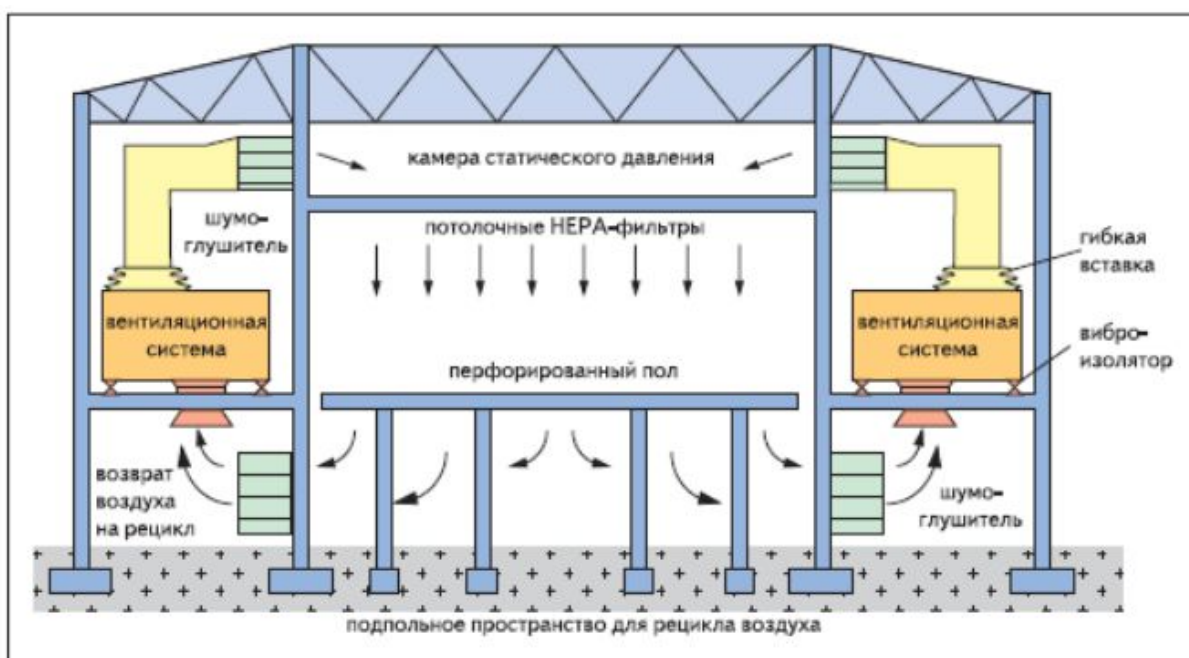 камера статического давления
шумо-
глушитель
потолочные HEPA-фильтры
гибкая
вставка
вентиляционная
система
вентиляционная
система
вибро-
изолятор
перфорированный пол
возврат
воздуха
на рецикл
шумо-
глушитель
подпольное пространство для рецикла воздуха